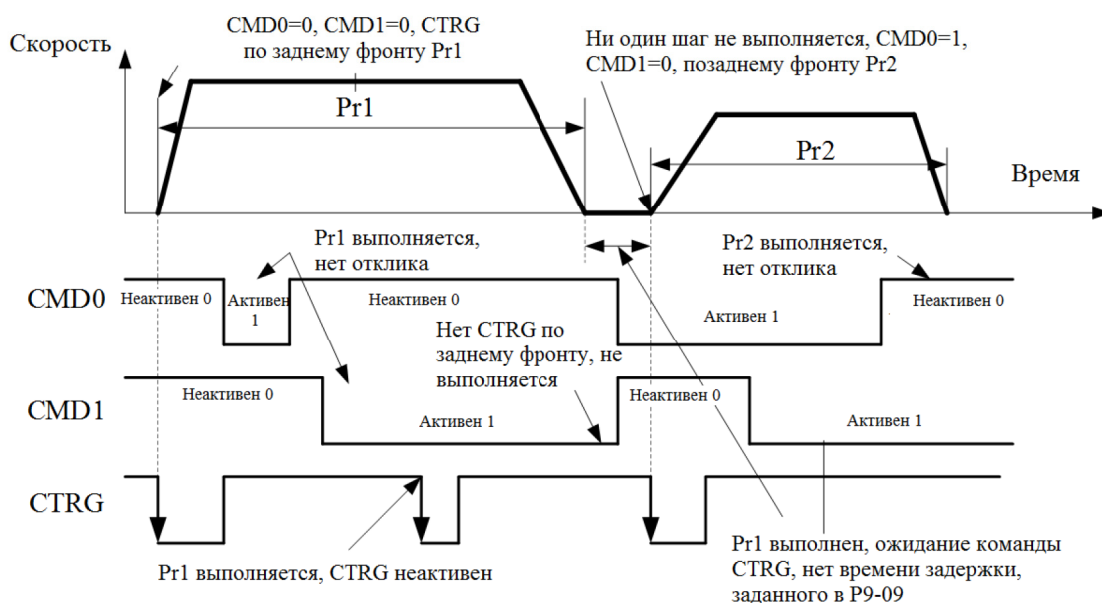 Скорость
CMD0=0, CMD1=0, CTRG
по заднему фронту Pr1
Ни один шаг не выполняется, CMD0=1,
CMD1=0, позаднему фронту Pr2
Pr1
Pr2
Время
Pr1 выполняется,
нет отклика
Pr2 выполняется,
нет отклика
CMD0
Неактивен 0
Активен
1
Неактивен 0
Активен 1
Неактивен 0
Нет CTRG по
заднему фронту, не
выполняется
CMD1
Неактивен 0
Активен 1
Неактивен 0
Активен 1
CTRG
Pr1 выполняется, CTRG неактивен
Pr1 выполнен, ожидание команды
CTRG, нет времени задержки,
заданного в P9-09